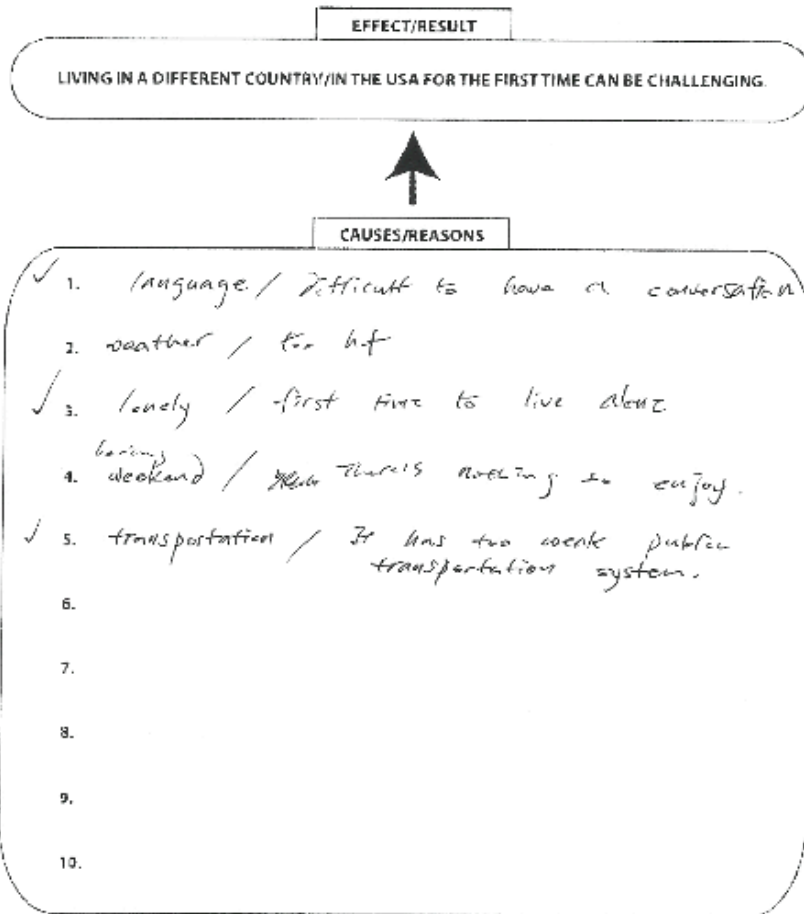 EFFECT/RESULT
LIVING IN A DIFFERENT COUNTRY/IN THE USA FOR THE FIRST TIME CAN BE CHALLENGING.
CAUSES/REASONS
✓ 1. language / Difficult to have a conversation
2. weather / too hot
✓ 3. lonely / first time to live alone
boring
4. weekend / There is nothing to enjoy.
✓ 5. transportation / It has too weak public
transportation system.
6.
7.
8.
9.
10.